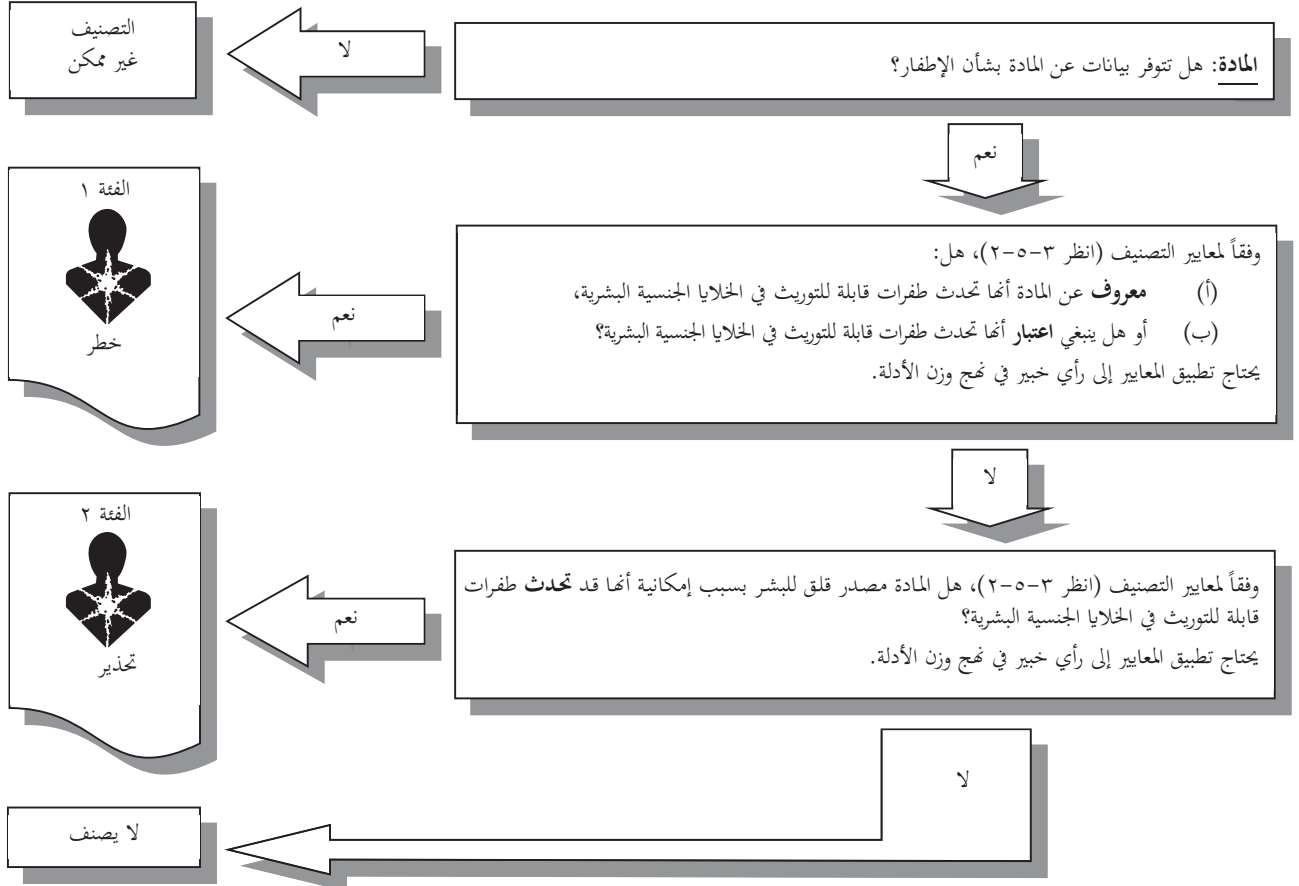 المادة: هل تتوفر بيانات عن المادة بشأن الإطفار؟
لا
التصنيف
غير ممكن
نعم
وفقاً لمعايير التصنيف (انظر ٣-٥-٢)، هل:
(أ) معروف عن المادة أنها تحدث طفرات قابلة للتوريث في الخلايا الجنسية البشرية،
(ب) أو هل ينبغي اعتبار أنها تحدث طفرات قابلة للتوريث في الخلايا الجنسية البشرية؟
يحتاج تطبيق المعايير إلى رأي خبير في نهج وزن الأدلة.
نعم
الفئة ١
خطر
لا
وفقاً لمعايير التصنيف (انظر ٣-٥-٢)، هل المادة مصدر قلق للبشر بسبب إمكانية أنها قد تحدث طفرات
قابلة للتوريث في الخلايا الجنسية البشرية؟
يحتاج تطبيق المعايير إلى رأي خبير في نهج وزن الأدلة.
نعم
الفئة ٢
تحذير
لا
لا يصنف